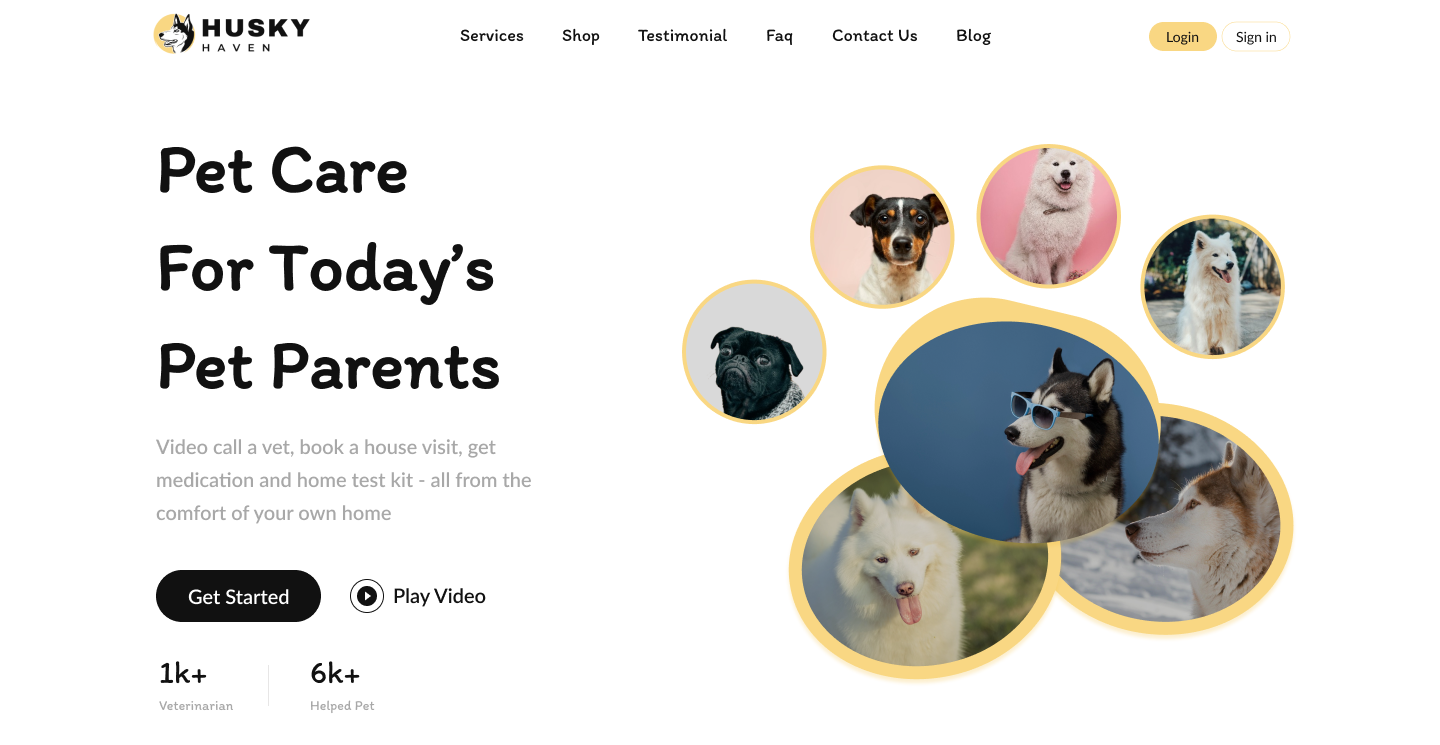 HUSKY
HAVEN
Services
Shop
Testimonial
Faq
Contact Us
Blog
Login
Sign in
Pet Care
For Today’s
Pet Parents
Video call a vet, book a house visit, get
medication and home test kit - all from the
comfort of your own home
Get Started
Play Video
1k+
Veterinarian
6k+
Helped Pet